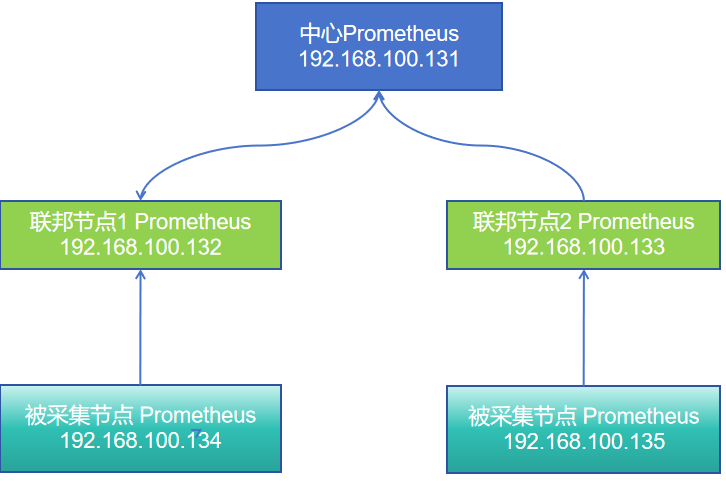 中心Prometheus
192.168.100.131
联邦节点1 Prometheus
192.168.100.132
联邦节点2 Prometheus
192.168.100.133
被采集节点 Prometheus
192.168.100.134
被采集节点 Prometheus
192.168.100.135